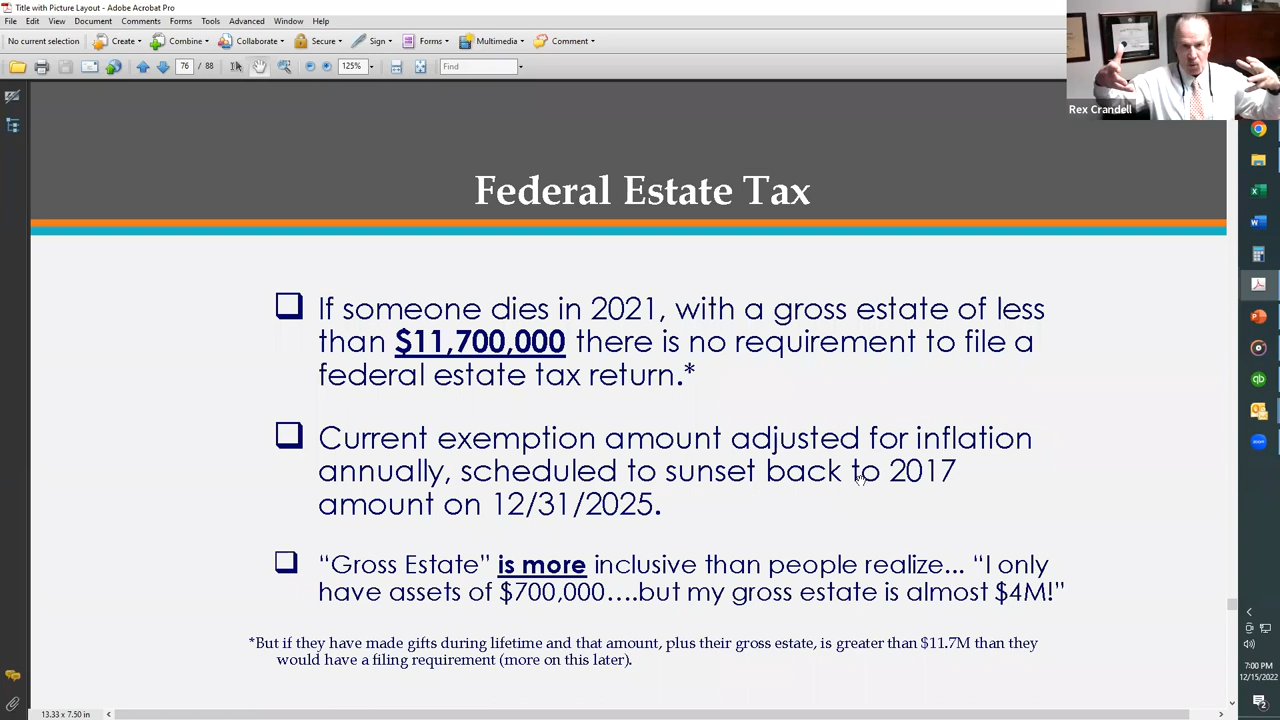 Title with Picture Layout - Adobe Acrobat Pro
File Edit View Document Comments Forms Tools Advanced Window Help
No current selection Create Combine Collaborate Secure Sign Forms Multimedia Comment
76 / 88 125% Find
Rex Crandell
Federal Estate Tax
If someone dies in 2021, with a gross estate of less
than $11,700,000 there is no requirement to file a
federal estate tax return.*
Current exemption amount adjusted for inflation
annually, scheduled to sunset back to 2017
amount on 12/31/2025.
“Gross Estate” is more inclusive than people realize... “I only
have assets of $700,000….but my gross estate is almost $4M!”
*But if they have made gifts during lifetime and that amount, plus their gross estate, is greater than $11.7M than they
would have a filing requirement (more on this later).
7:00 PM
12/15/2022
2
13.33 x 7.50 in